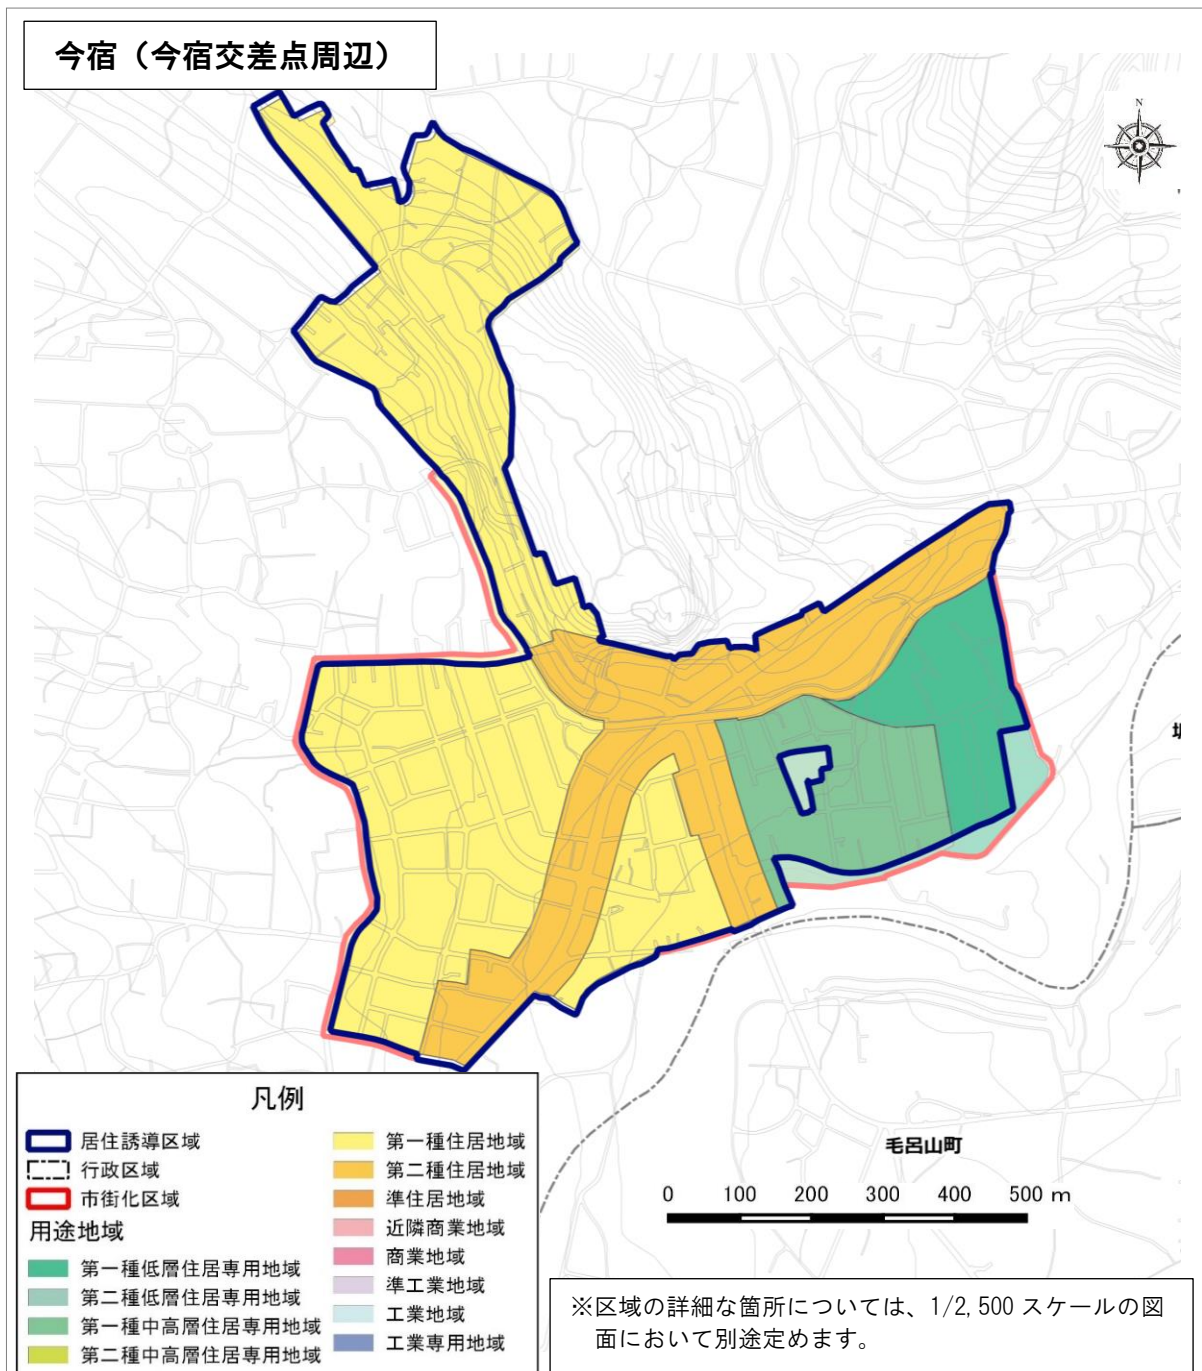 今宿（今宿交差点周辺）
N
毛呂山町
0 100 200 300 400 500 m
凡例
居住誘導区域
行政区域
市街化区域
用途地域
第一種低層住居専用地域
第二種低層住居専用地域
第一種中高層住居専用地域
第二種中高層住居専用地域
第一種住居地域
第二種住居地域
準住居地域
近隣商業地域
商業地域
準工業地域
工業地域
工業専用地域
※区域の詳細な箇所については、1/2,500 スケールの図
面において別途定めます。